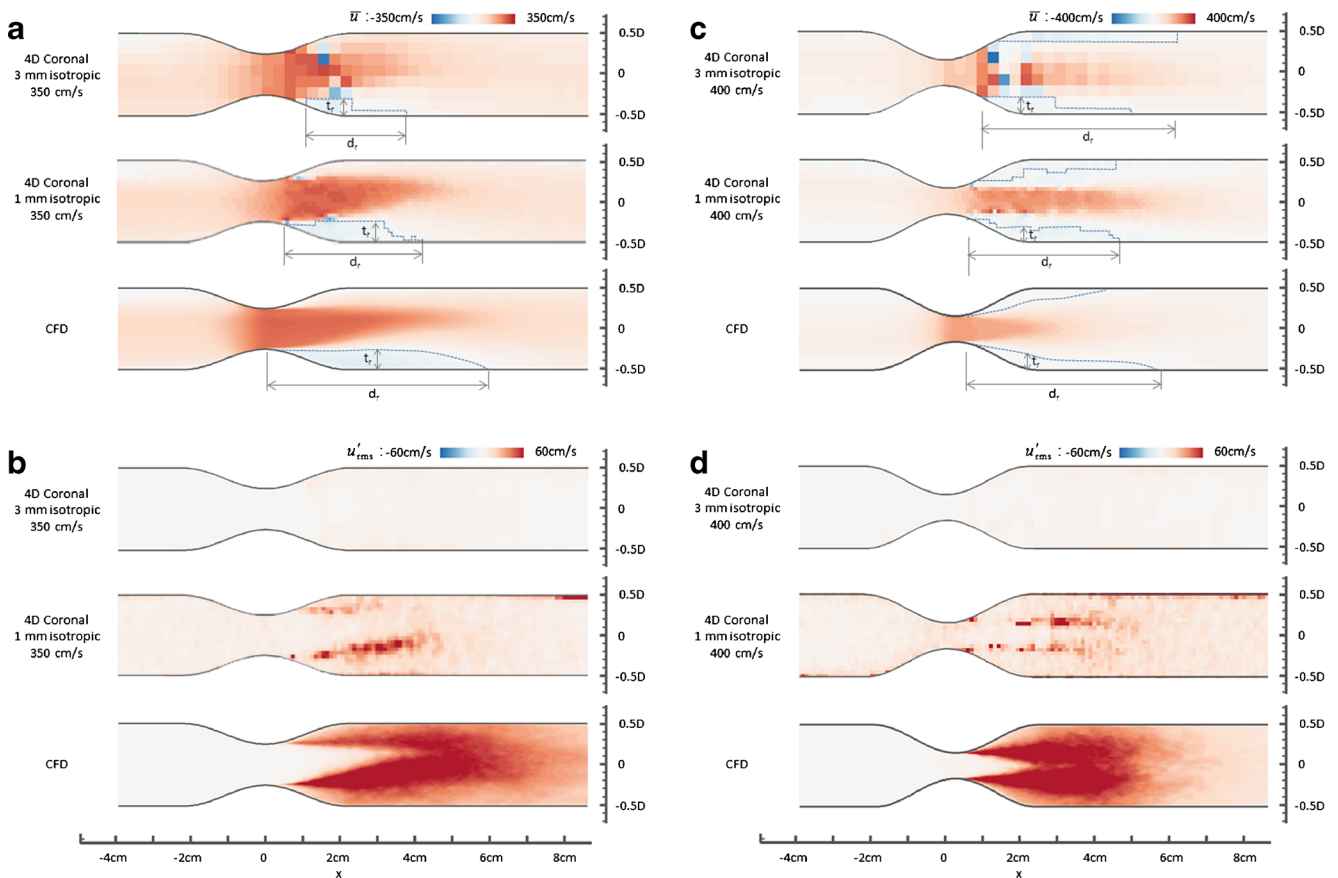 a
u̅ : -350cm/s 350cm/s
4D Coronal
3 mm isotropic
350 cm/s
tᵣ
dᵣ
0.5D
0
-0.5D
4D Coronal
1 mm isotropic
350 cm/s
tᵣ
dᵣ
0.5D
0
-0.5D
CFD
tᵣ
dᵣ
0.5D
0
-0.5D
b
u′rms : -60cm/s 60cm/s
4D Coronal
3 mm isotropic
350 cm/s
0.5D
0
-0.5D
4D Coronal
1 mm isotropic
350 cm/s
0.5D
0
-0.5D
CFD
0.5D
0
-0.5D
-4cm -2cm 0 2cm 4cm 6cm 8cm
x
c
u̅ : -400cm/s 400cm/s
4D Coronal
3 mm isotropic
400 cm/s
tᵣ
dᵣ
0.5D
0
-0.5D
4D Coronal
1 mm isotropic
400 cm/s
tᵣ
dᵣ
0.5D
0
-0.5D
CFD
tᵣ
dᵣ
0.5D
0
-0.5D
d
u′rms : -60cm/s 60cm/s
4D Coronal
3 mm isotropic
400 cm/s
0.5D
0
-0.5D
4D Coronal
1 mm isotropic
400 cm/s
0.5D
0
-0.5D
CFD
0.5D
0
-0.5D
-4cm -2cm 0 2cm 4cm 6cm 8cm
x